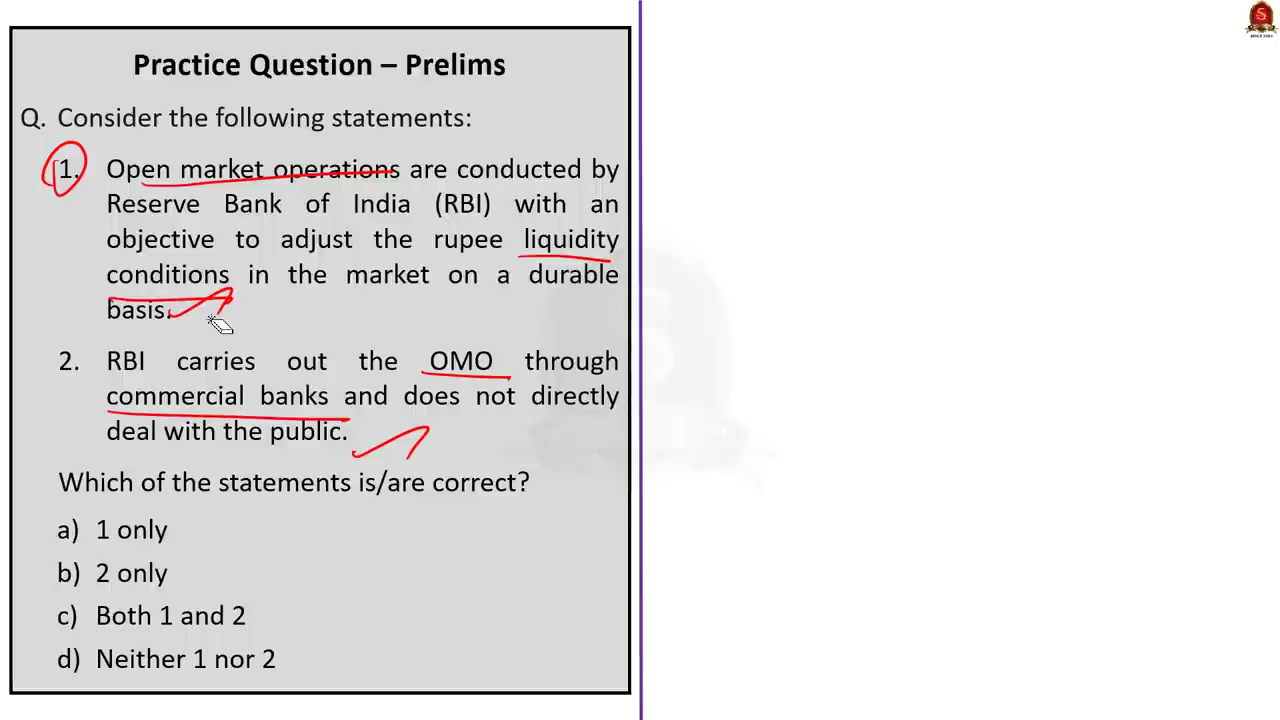 S
Practice Question – Prelims
Q. Consider the following statements:
1. Open market operations are conducted by
Reserve Bank of India (RBI) with an
objective to adjust the rupee liquidity
conditions in the market on a durable
basis.
2. RBI carries out the OMO through
commercial banks and does not directly
deal with the public.
Which of the statements is/are correct?
a) 1 only
b) 2 only
c) Both 1 and 2
d) Neither 1 nor 2